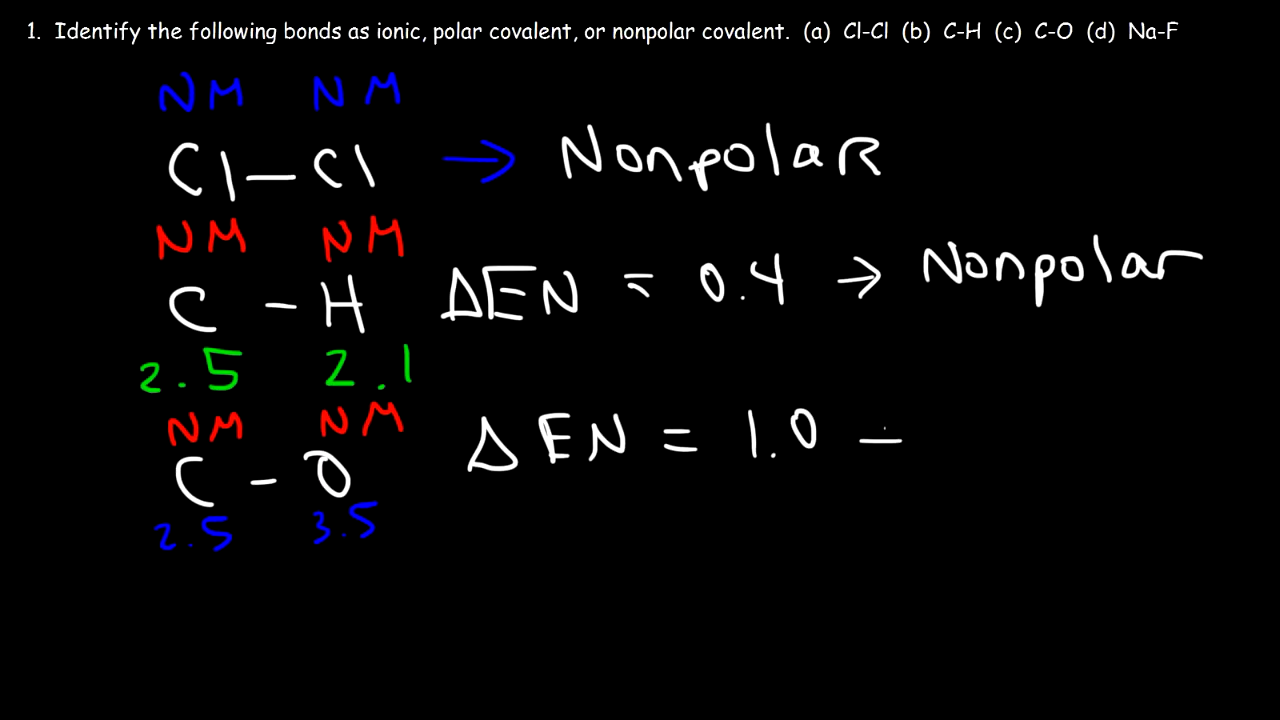 1. Identify the following bonds as ionic, polar covalent, or nonpolar covalent. (a) Cl-Cl (b) C-H (c) C-O (d) Na-F
NM NM
Cl — Cl → Nonpolar
NM NM
C - H ΔEN = 0.4 → Nonpolar
2.5 2.1
NM NM
C - O ΔEN = 1.0 —
2.5 3.5